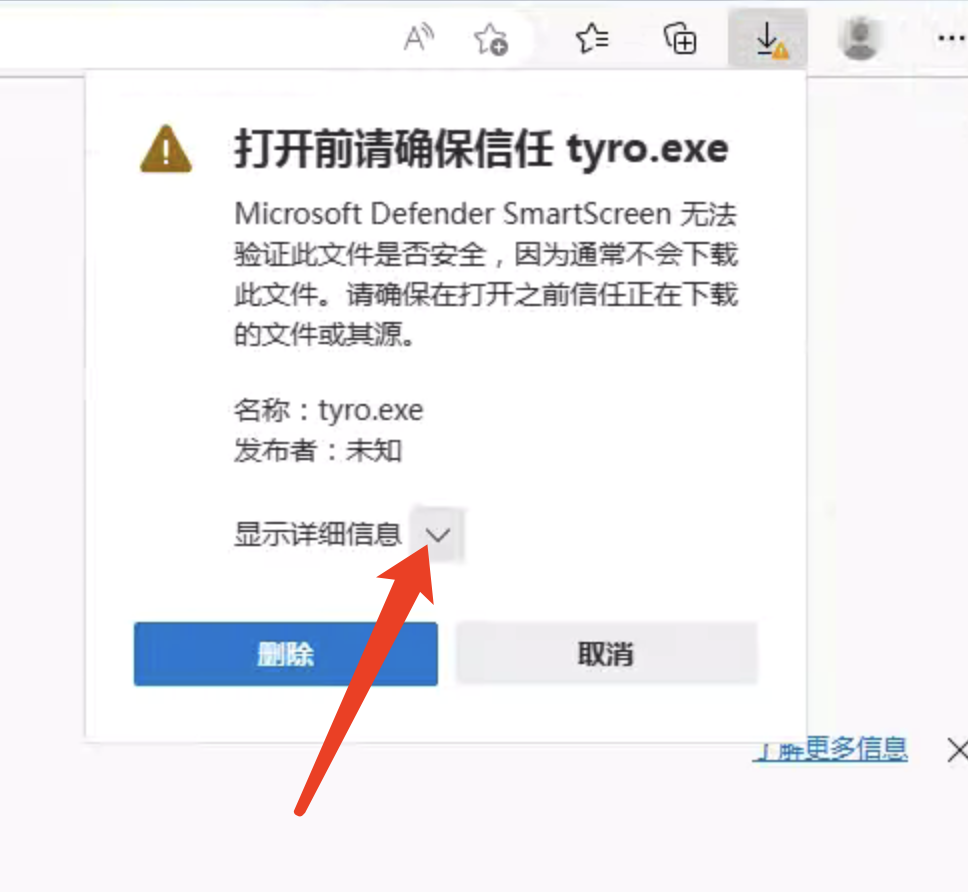 打开前请确保信任 tyro.exe
Microsoft Defender SmartScreen 无法
验证此文件是否安全，因为通常不会下载
此文件。请确保在打开之前信任正在下载
的文件或其源。
名称：tyro.exe
发布者：未知
显示详细信息
删除
取消
了解更多信息